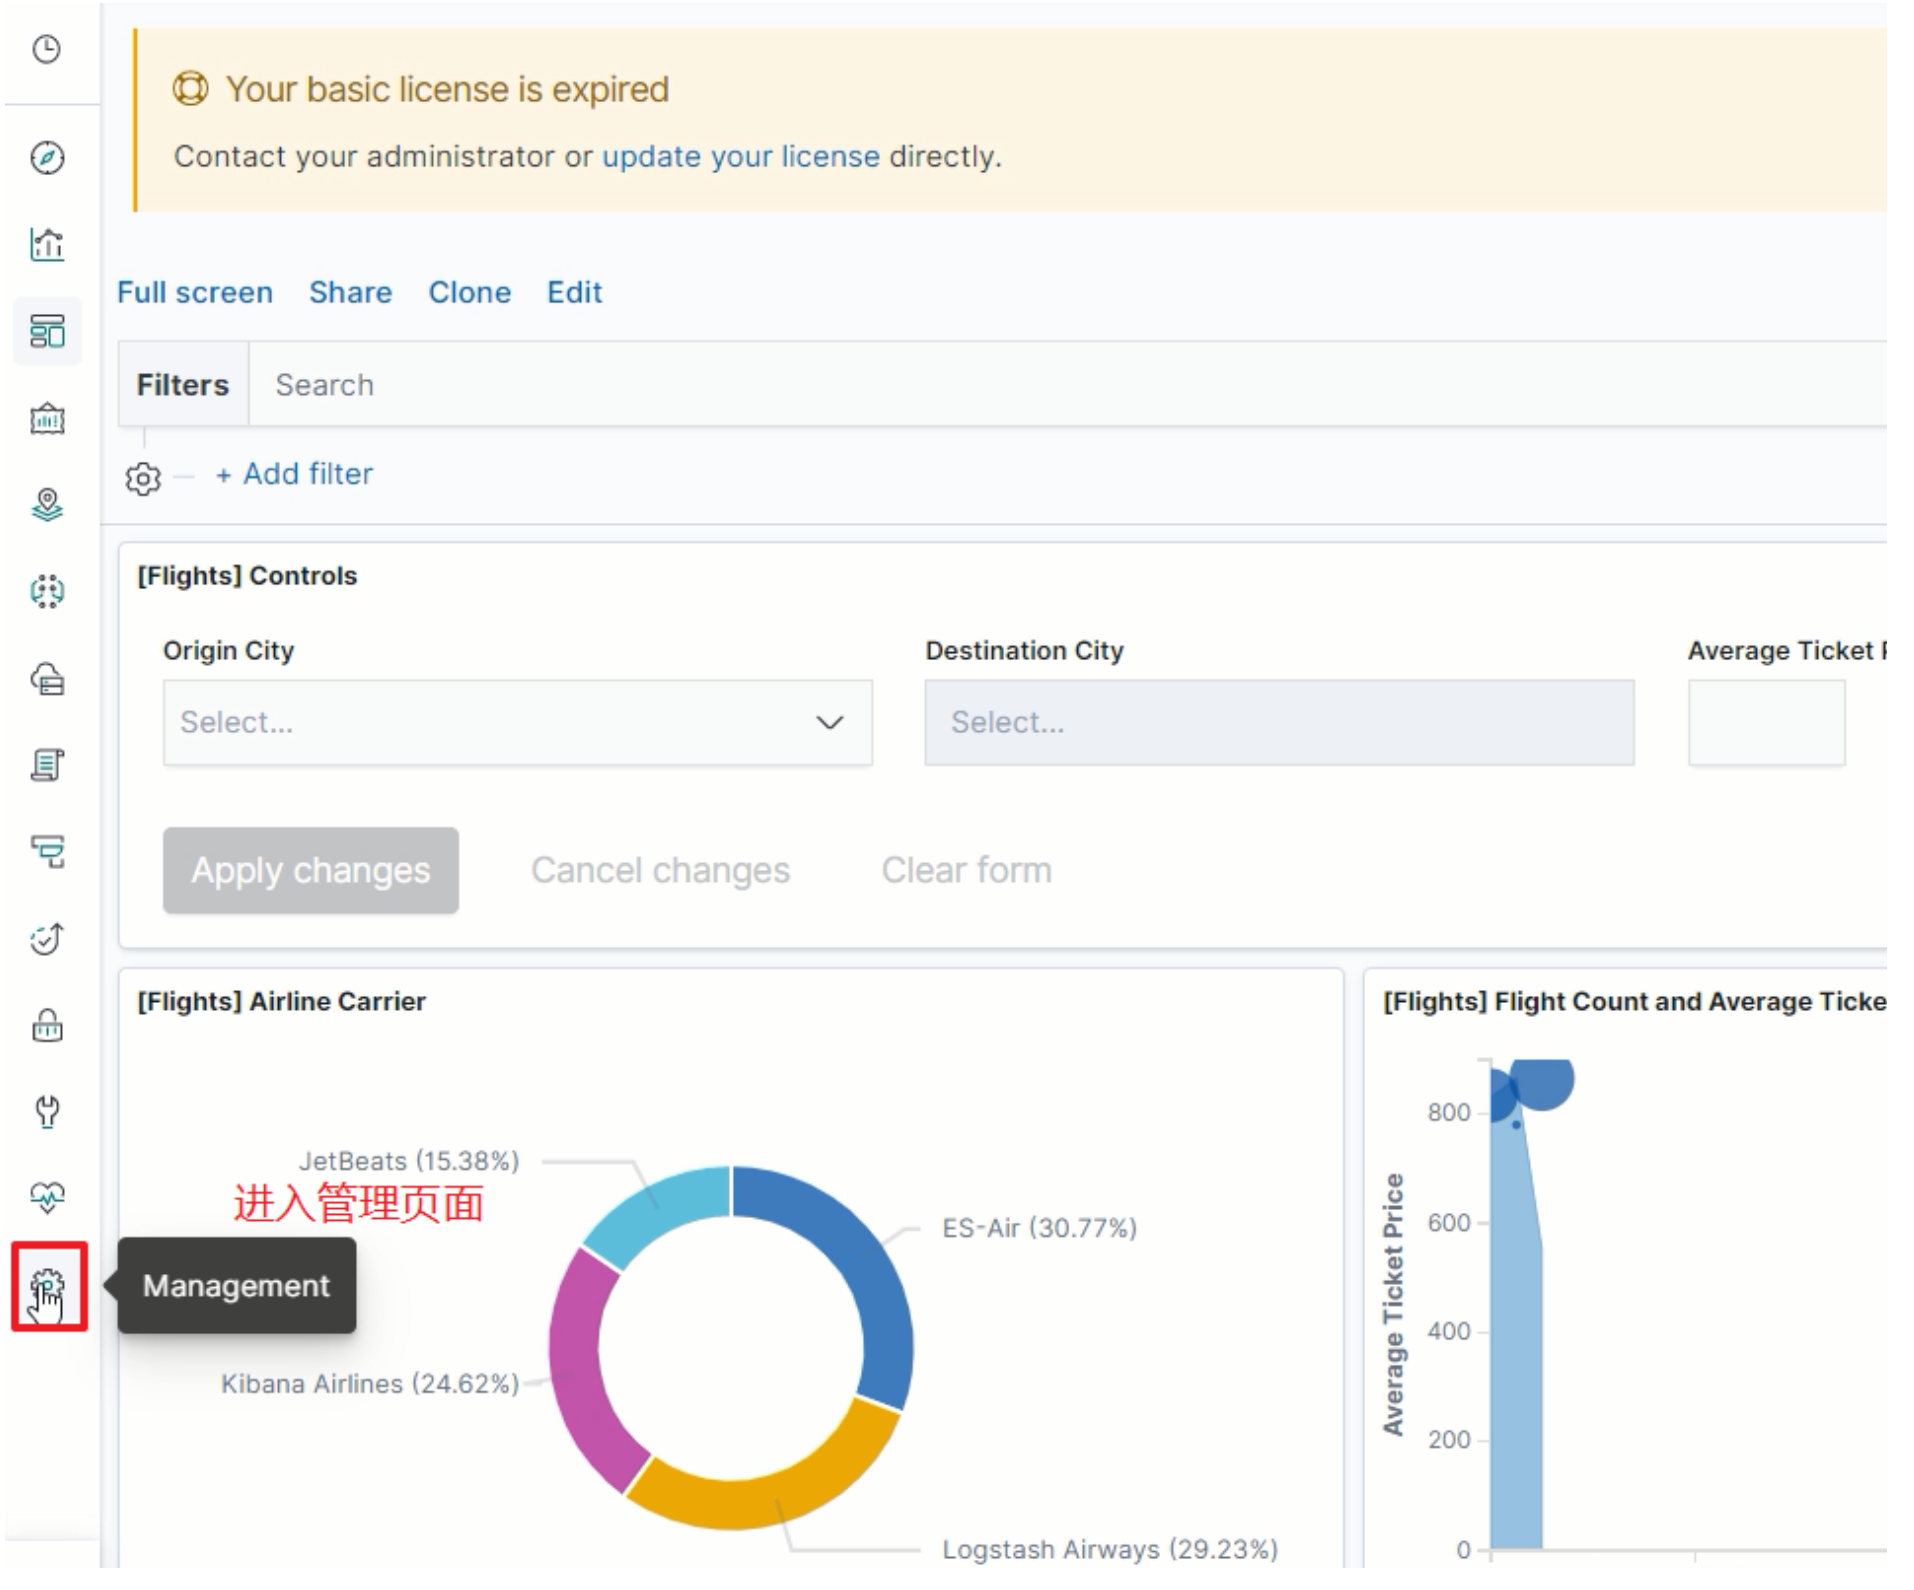 Your basic license is expired
Contact your administrator or update your license directly.
Full screen Share Clone Edit
Filters Search
+ Add filter
[Flights] Controls
Origin City Destination City Average Ticket
Select... Select...
Apply changes Cancel changes Clear form
[Flights] Airline Carrier
JetBeats (15.38%)
进入管理页面
ES-Air (30.77%)
Management
Kibana Airlines (24.62%)
Logstash Airways (29.23%)
[Flights] Flight Count and Average Ticke
800
600
400
200
0
Average Ticket Price